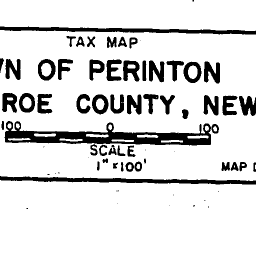 TAX MAP
WN OF PERINTON
ROE COUNTY, NEW
100 0 100
SCALE
1"=100'
MAP